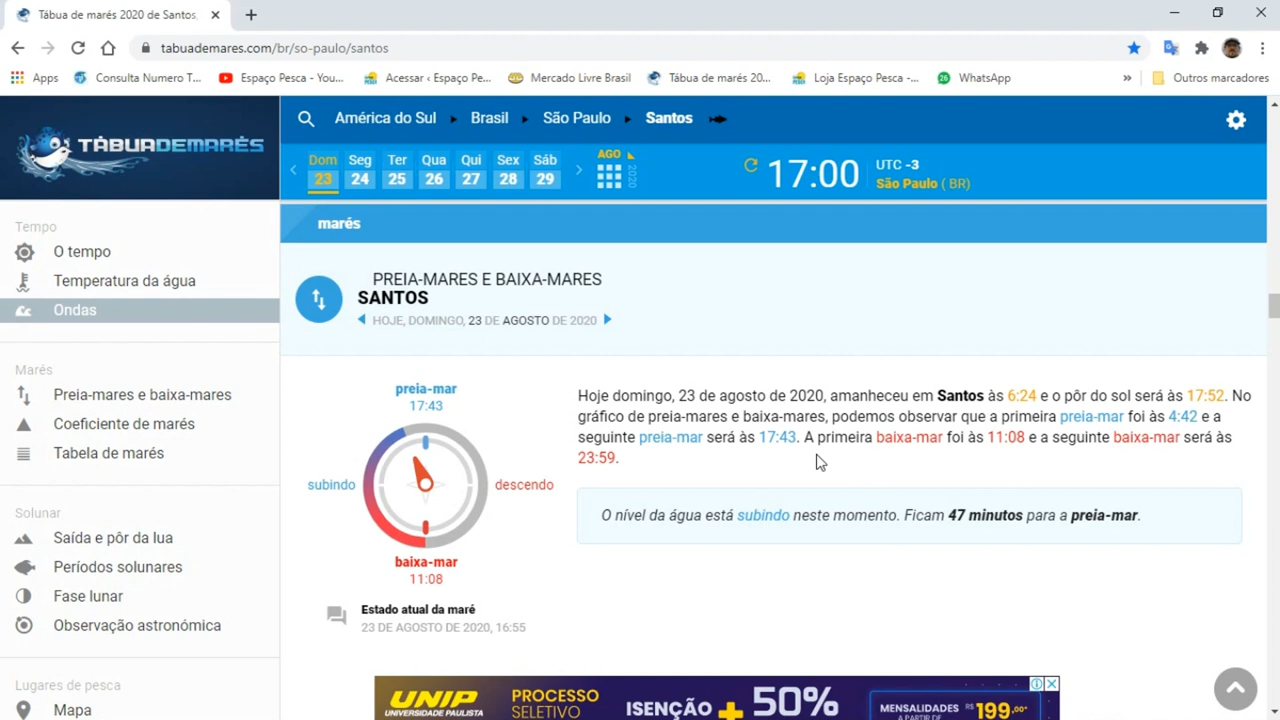 Tábua de marés 2020 de Santos,
tabuademares.com/br/so-paulo/santos
Apps
Consulta Numero T...
Espaço Pesca - You...
Acessar ‹ Espaço Pe...
Mercado Livre Brasil
Tábua de marés 20...
Loja Espaço Pesca -...
WhatsApp
»
Outros marcadores
TÁBUADEMARÉS
América do Sul
Brasil
São Paulo
Santos
Dom Seg Ter Qua Qui Sex Sáb
23 24 25 26 27 28 29
AGO
2020
17:00
UTC -3
São Paulo ( BR )
marés
Tempo
O tempo
Temperatura da água
Ondas
Marés
Preia-mares e baixa-mares
Coeficiente de marés
Tabela de marés
Solunar
Saída e pôr da lua
Períodos solunares
Fase lunar
Observação astronómica
Lugares de pesca
Mapa
PREIA-MARES E BAIXA-MARES
SANTOS
HOJE, DOMINGO, 23 DE AGOSTO DE 2020
preia-mar
17:43
subindo
descendo
baixa-mar
11:08
Estado atual da maré
23 DE AGOSTO DE 2020, 16:55
Hoje domingo, 23 de agosto de 2020, amanheceu em Santos às 6:24 e o pôr do sol será às 17:52. No
gráfico de preia-mares e baixa-mares, podemos observar que a primeira preia-mar foi às 4:42 e a
seguinte preia-mar será às 17:43. A primeira baixa-mar foi às 11:08 e a seguinte baixa-mar será às
23:59.
O nível da água está subindo neste momento. Ficam 47 minutos para a preia-mar.
UNIP
UNIVERSIDADE PAULISTA
PROCESSO
SELETIVO
ISENÇÃO + 50%
MENSALIDADES
A PARTIR DE
R$ 199,00*